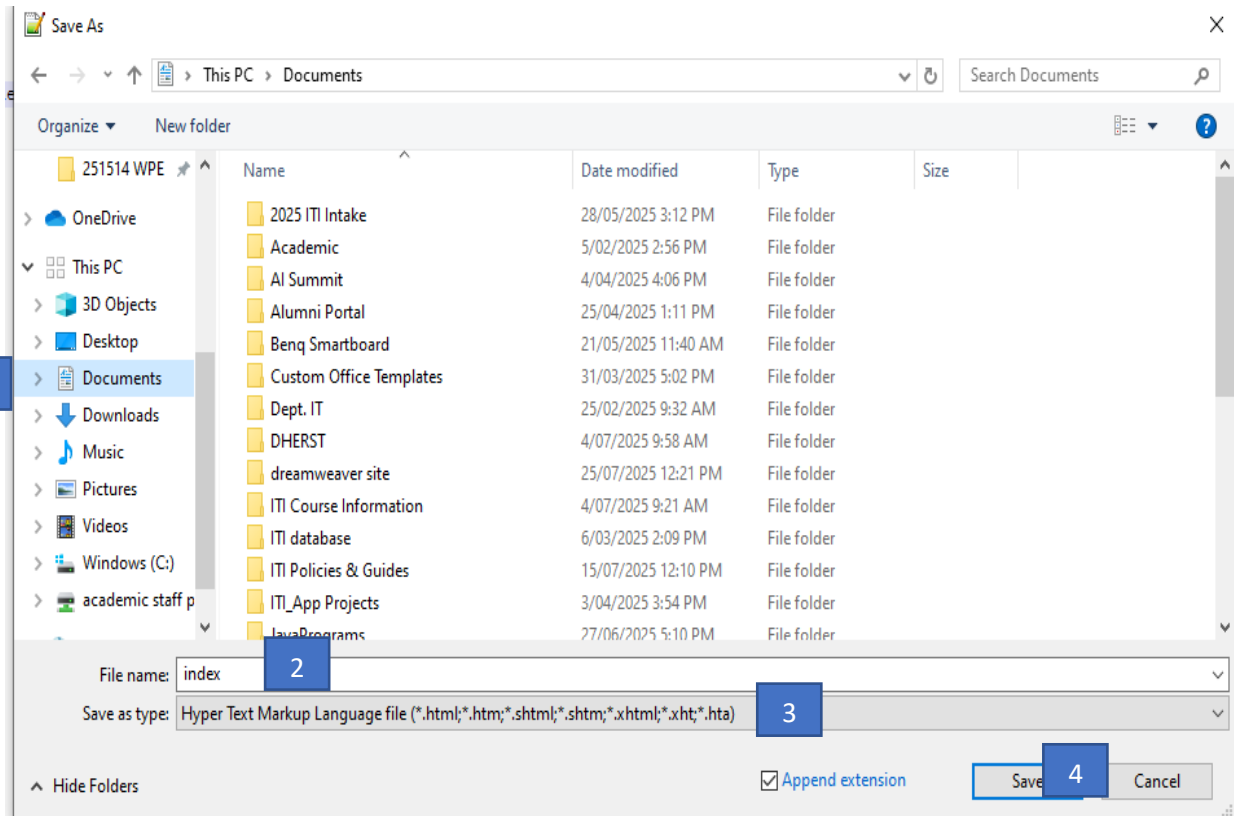 Save As
This PC > Documents
Search Documents
Organize
New folder
251514 WPE
OneDrive
This PC
3D Objects
Desktop
Documents
Downloads
Music
Pictures
Videos
Windows (C:)
academic staff p
Name Date modified Type Size
2025 ITI Intake 28/05/2025 3:12 PM File folder
Academic 5/02/2025 2:56 PM File folder
AI Summit 4/04/2025 4:06 PM File folder
Alumni Portal 25/04/2025 1:11 PM File folder
Benq Smartboard 21/05/2025 11:40 AM File folder
Custom Office Templates 31/03/2025 5:02 PM File folder
Dept. IT 25/02/2025 9:32 AM File folder
DHERST 4/07/2025 9:58 AM File folder
dreamweaver site 25/07/2025 12:21 PM File folder
ITI Course Information 4/07/2025 9:21 AM File folder
ITI database 6/03/2025 2:09 PM File folder
ITI Policies & Guides 15/07/2025 12:10 PM File folder
ITI_App Projects 3/04/2025 3:54 PM File folder
JavaPrograms 27/06/2025 5:10 PM File folder
File name: index 2
Save as type: Hyper Text Markup Language file (*.html;*.htm;*.shtml;*.shtm;*.xhtml;*.xht;*.hta) 3
Hide Folders
Append extension
Save 4
Cancel